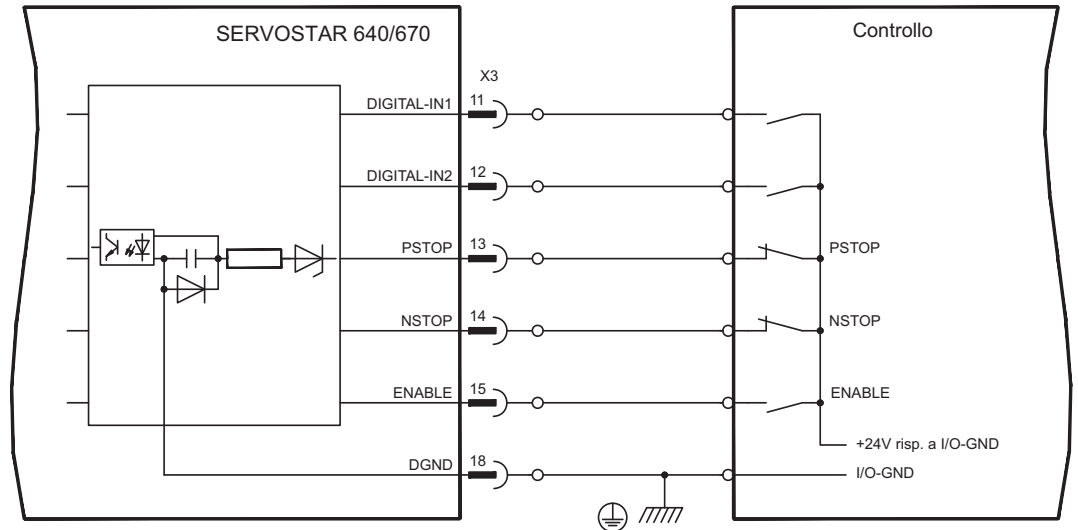 SERVOSTAR 640/670
Controllo
X3
DIGITAL-IN1 11
DIGITAL-IN2 12
PSTOP 13 PSTOP
NSTOP 14 NSTOP
ENABLE 15 ENABLE
+24V risp. a I/O-GND
DGND 18 I/O-GND